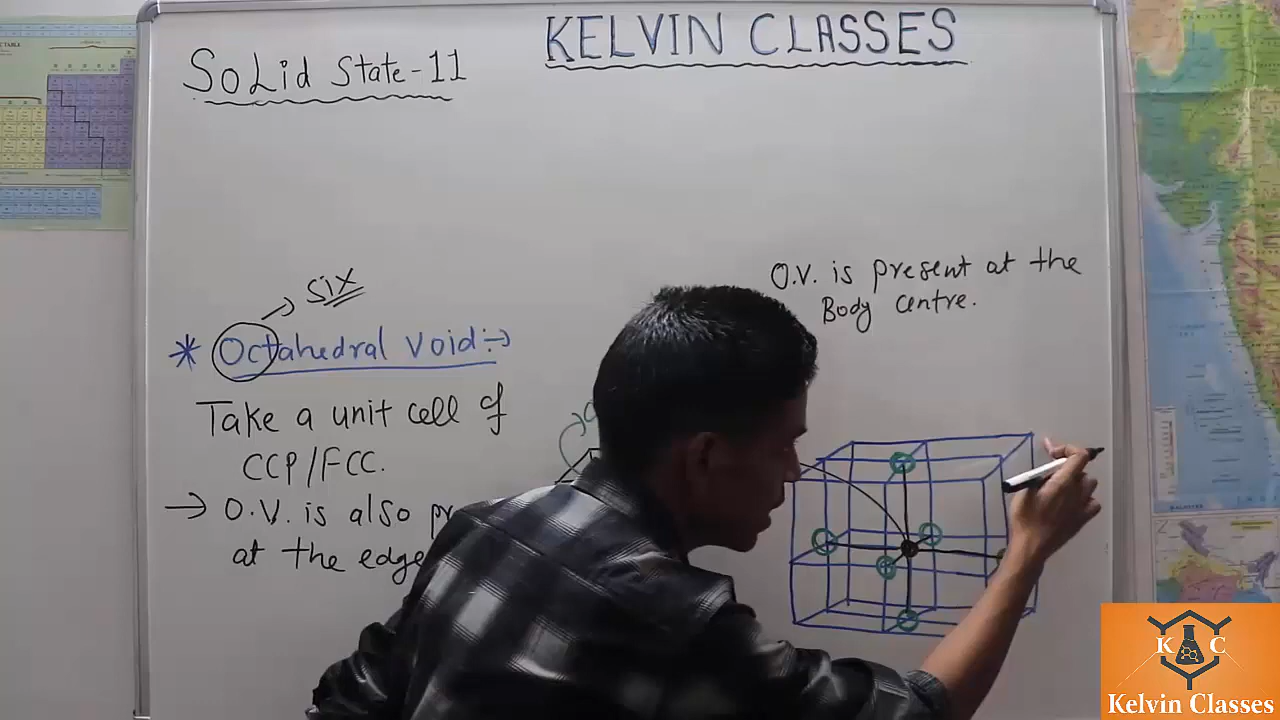 KELVIN CLASSES
SoLid State-11
O.V. is present at the
Body Centre.
six
* Octahedral Void:→
Take a unit cell of
CCP/FCC.
→ O.V. is also
at the edge
K C
Kelvin Classes